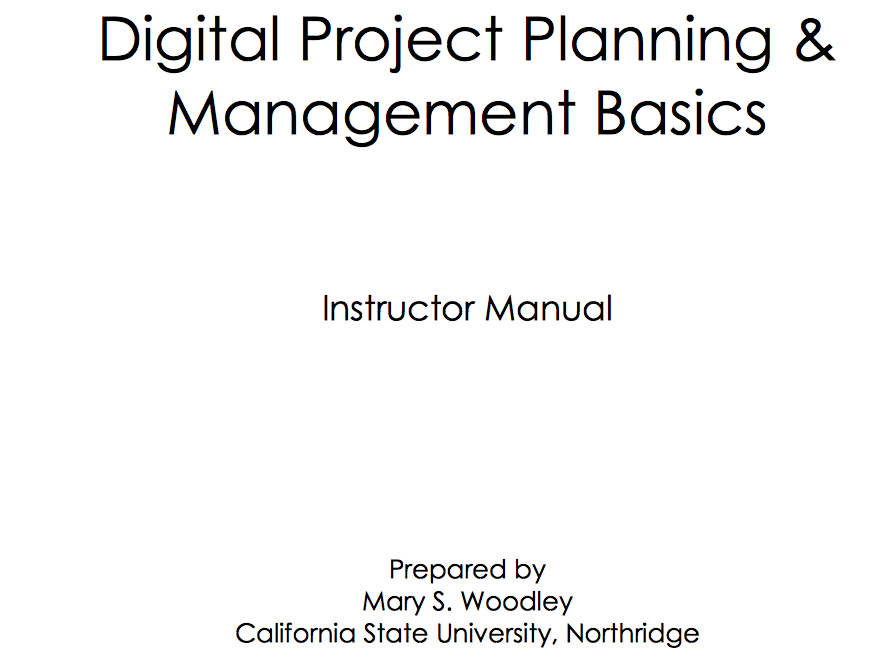 Digital Project Planning &
Management Basics
Instructor Manual
Prepared by
Mary S. Woodley
California State University, Northridge